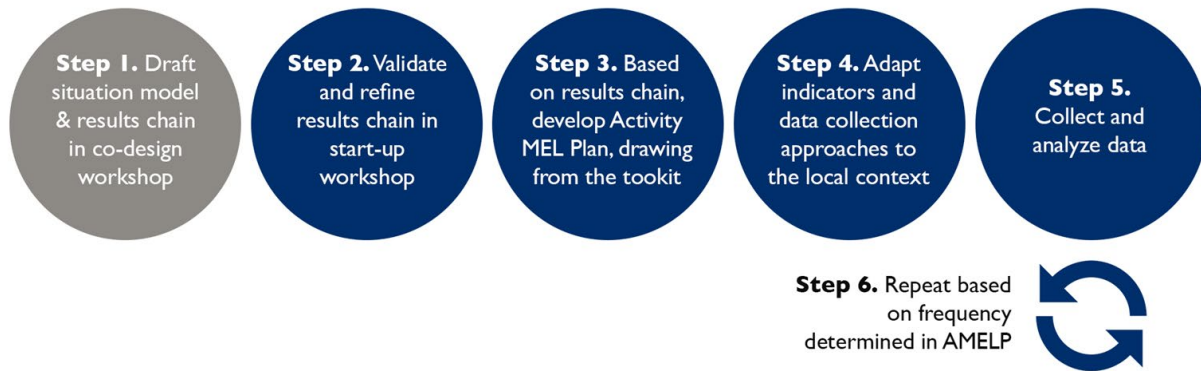 Step 1. Draft
situation model
& results chain
in co-design
workshop
Step 2. Validate
and refine
results chain in
start-up
workshop
Step 3. Based
on results chain,
develop Activity
MEL Plan, drawing
from the tookit
Step 4. Adapt
indicators and
data collection
approaches to
the local context
Step 5.
Collect and
analyze data
Step 6. Repeat based
on frequency
determined in AMELP